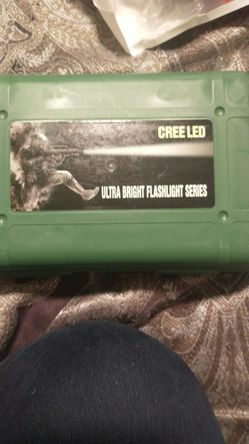 CREE LED
ULTRA BRIGHT FLASHLIGHT SERIES